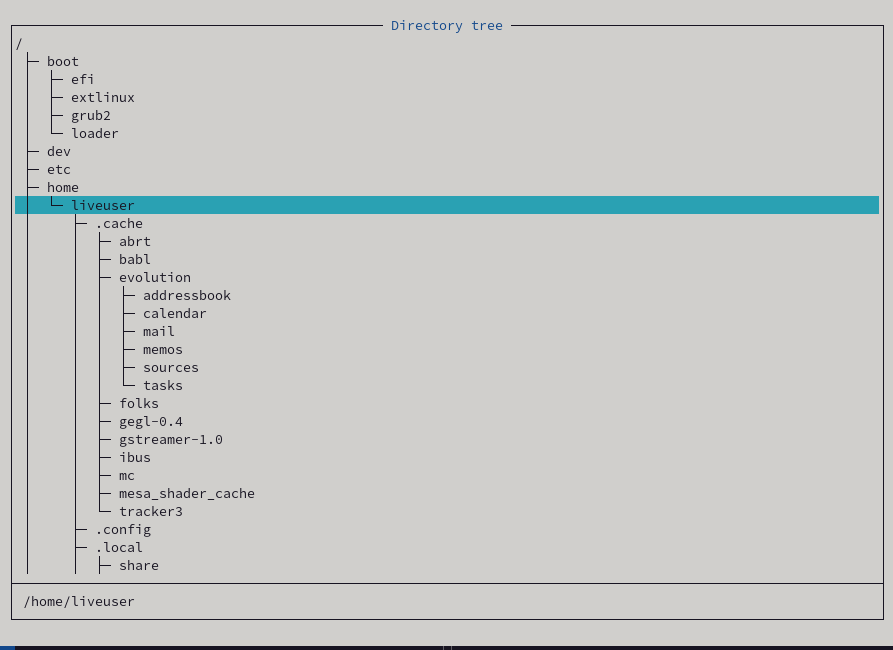 Directory tree
/
boot
efi
extlinux
grub2
loader
dev
etc
home
liveuser
.cache
abrt
babl
evolution
addressbook
calendar
mail
memos
sources
tasks
folks
gegl-0.4
gstreamer-1.0
ibus
mc
mesa_shader_cache
tracker3
.config
.local
share
/home/liveuser